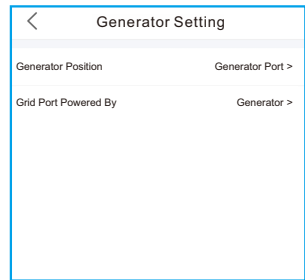 Generator Setting
Generator Position Generator Port >
Grid Port Powered By Generator >